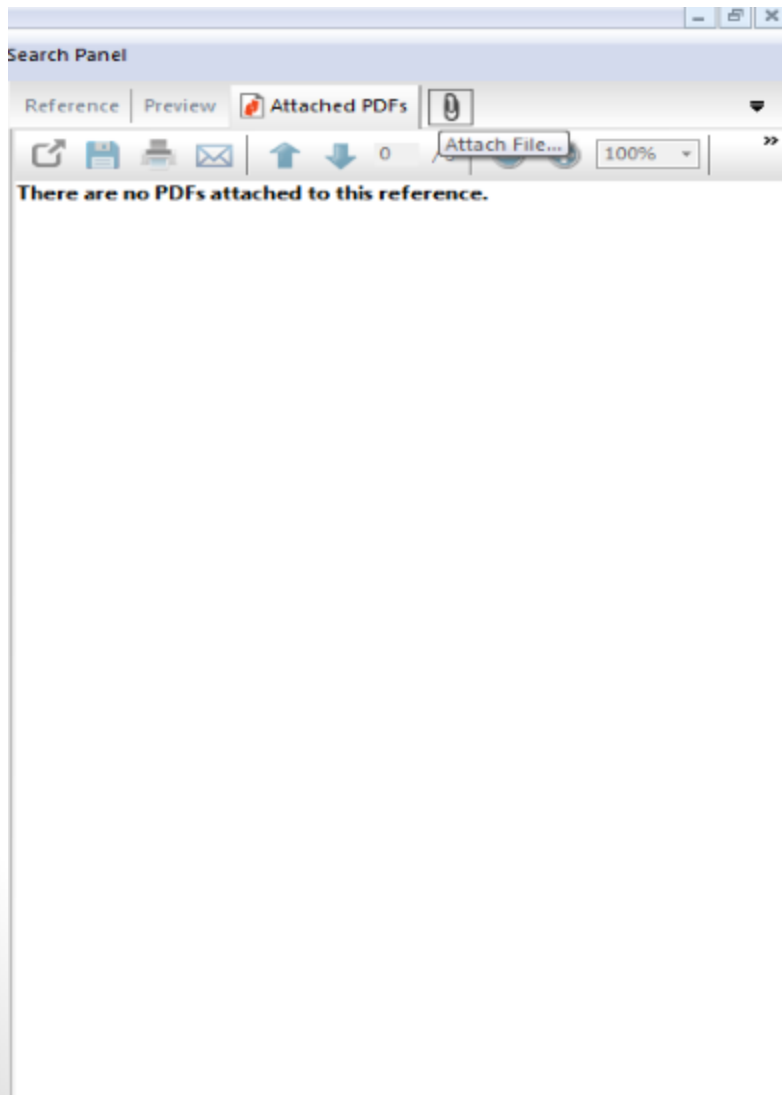 Search Panel
Reference Preview Attached PDFs
0 / 100% »
Attach File...
There are no PDFs attached to this reference.